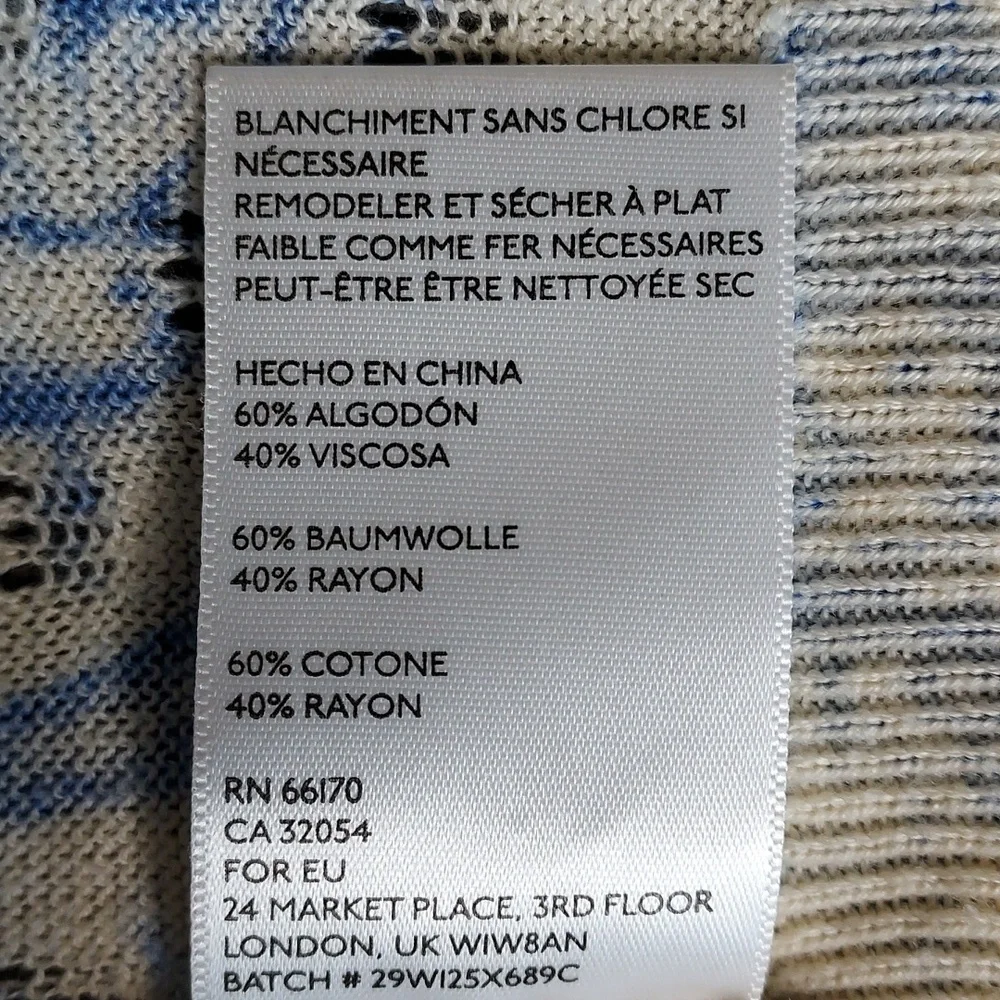 BLANCHIMENT SANS CHLORE SI
NÉCESSAIRE
REMODELER ET SÉCHER À PLAT
FAIBLE COMME FER NÉCESSAIRES
PEUT-ÊTRE ÊTRE NETTOYÉE SEC
HECHO EN CHINA
60% ALGODÓN
40% VISCOSA
60% BAUMWOLLE
40% RAYON
60% COTONE
40% RAYON
RN 66170
CA 32054
FOR EU
24 MARKET PLACE, 3RD FLOOR
LONDON, UK WIW8AN
BATCH # 29WI25X689C